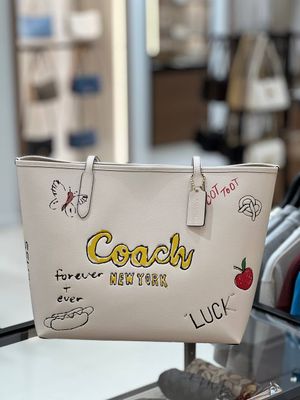 TOOT TOOT
Coach
NEW YORK
forever
+
ever
"LUCK"